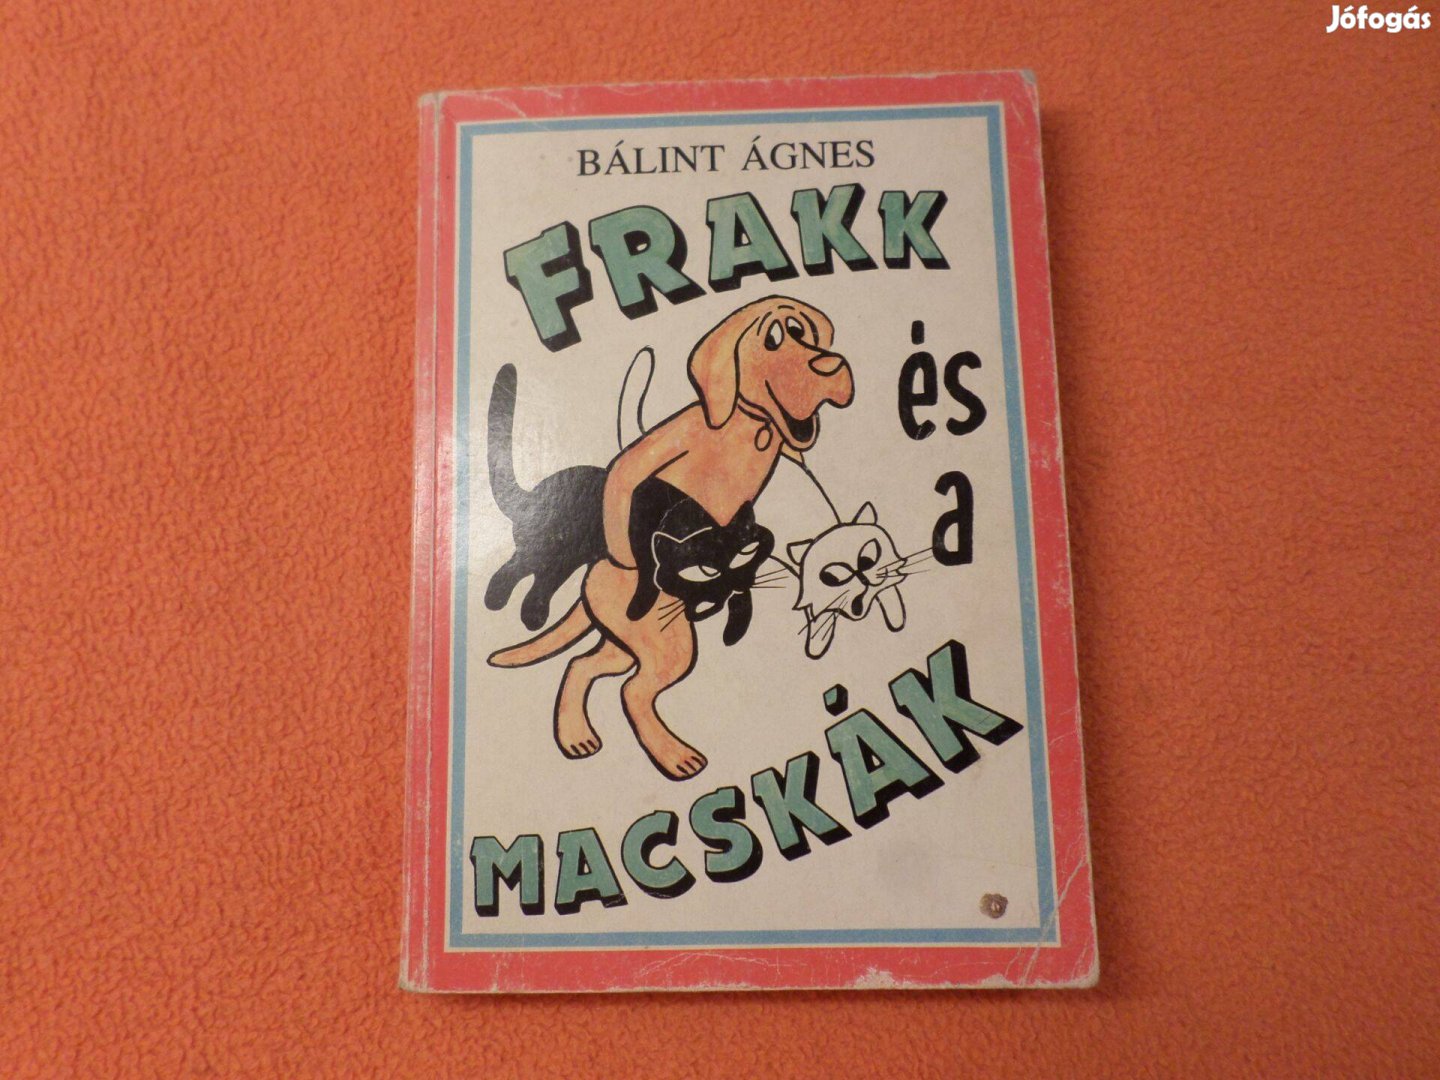 Jófogás
BÁLINT ÁGNES
FRAKK
és
a
MACSKÁK